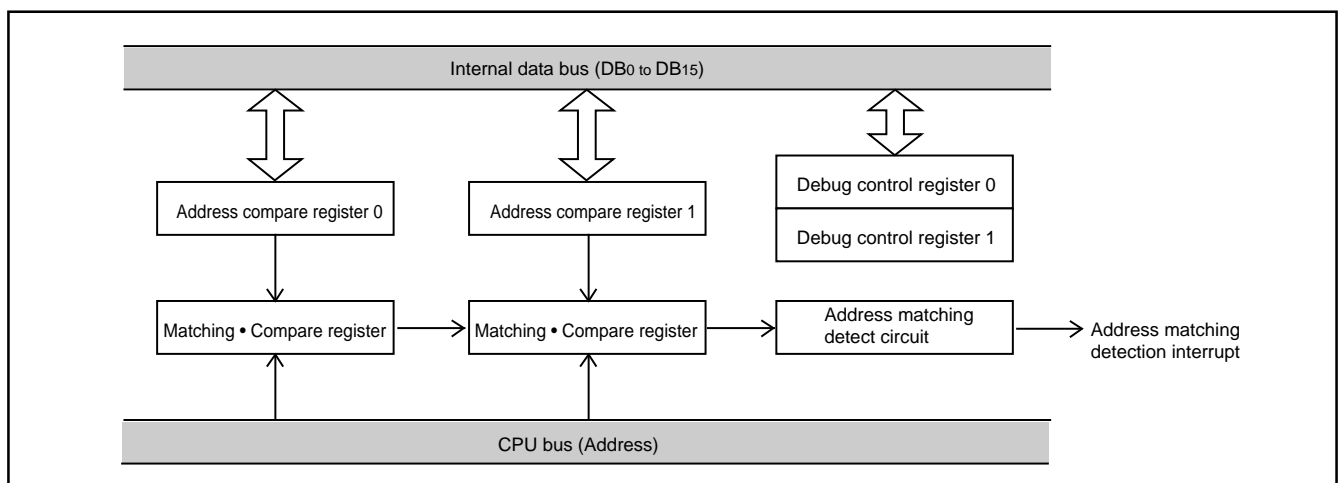 Internal data bus (DB0 to DB15)
Address compare register 0
Address compare register 1
Debug control register 0
Debug control register 1
Matching • Compare register
Matching • Compare register
Address matching
detect circuit
Address matching
detection interrupt
CPU bus (Address)